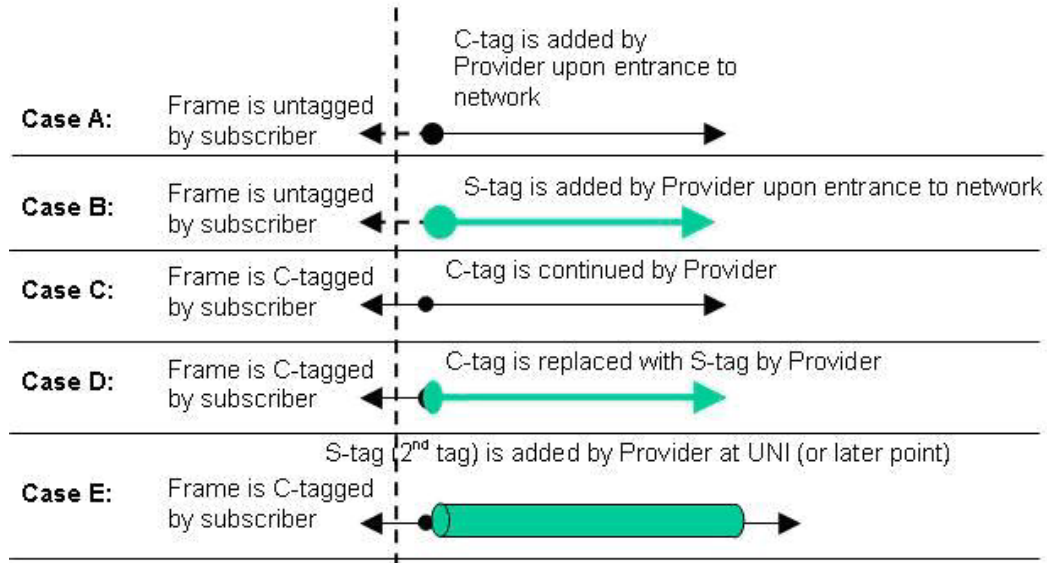 C-tag is added by
Provider upon entrance to
network
Case A:
Frame is untagged
by subscriber
S-tag is added by Provider upon entrance to network
Case B:
Frame is untagged
by subscriber
C-tag is continued by Provider
Case C:
Frame is C-tagged
by subscriber
C-tag is replaced with S-tag by Provider
Case D:
Frame is C-tagged
by subscriber
S-tag (2nd tag) is added by Provider at UNI (or later point)
Case E:
Frame is C-tagged
by subscriber